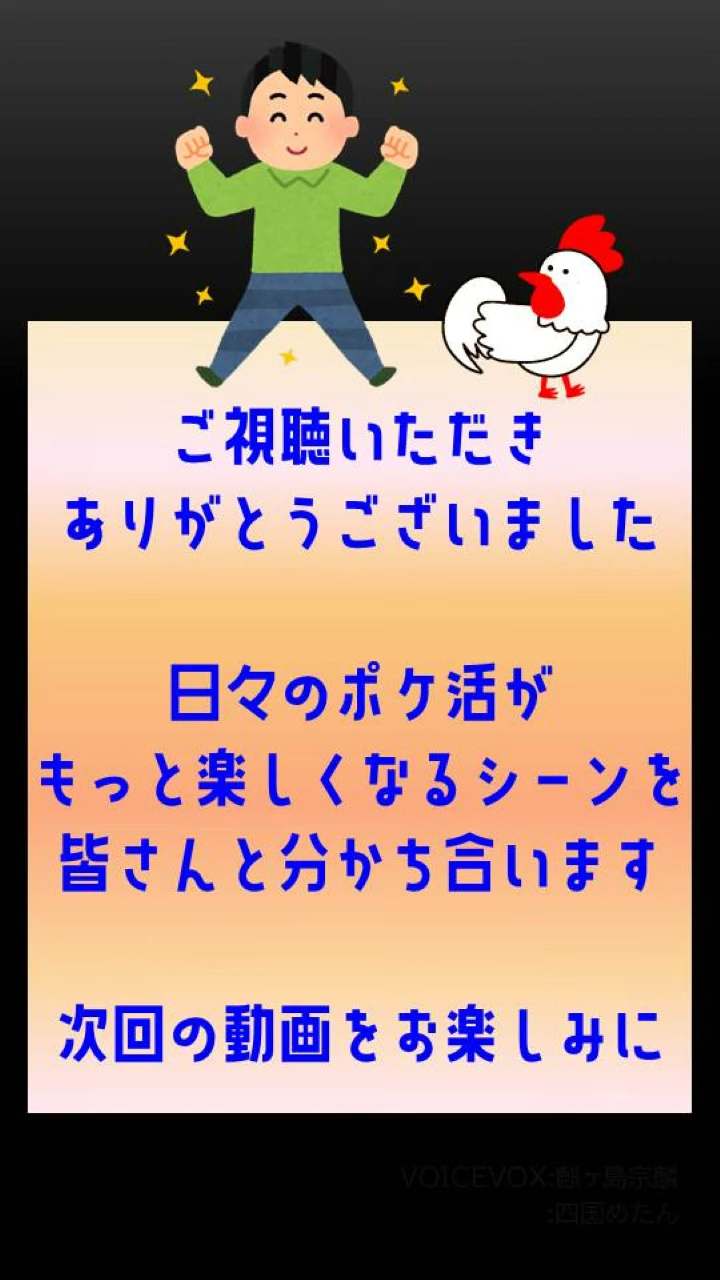 ご視聴いただき
ありがとうございました
日々のポケ活が
もっと楽しくなるシーンを
皆さんと分かち合います
次回の動画をお楽しみに
VOICEVOX:麒ヶ島宗麟
:四国めたん